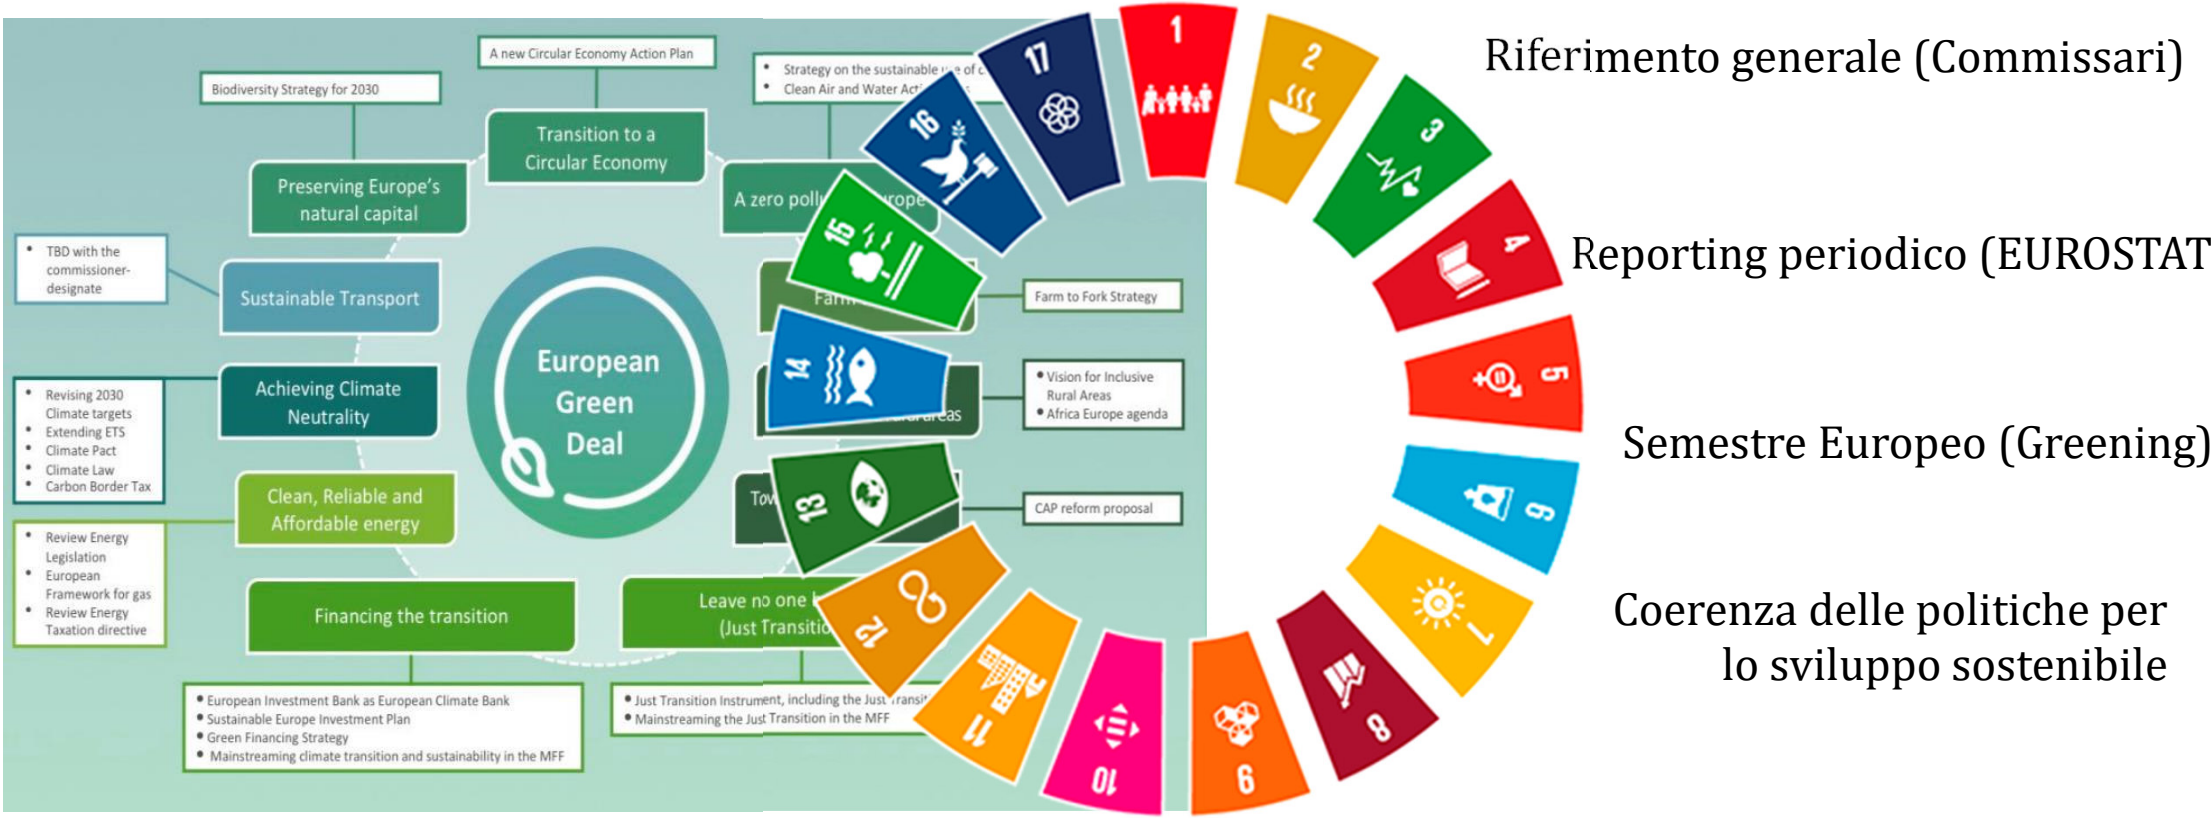 A new Circular Economy Action Plan
Biodiversity Strategy for 2030
Strategy on the sustainable of
Clean Air and Water
Transition to a
Circular Economy
Preserving Europe's
natural capital
A zero
TBD with the
commissioner-
designate
Sustainable Transport
Farm to Fork Strategy
European
Green
Deal
Achieving Climate
Neutrality
Revising 2030
Climate targets
Extending ETS
Climate Pact
Climate Law
Carbon Border Tax
Vision for Inclusive
Rural Areas
Africa Europe agenda
Clean, Reliable and
Affordable energy
CAP reform proposal
Review Energy
Legislation
European
Framework for gas
Review Energy
Taxation directive
Financing the transition
Leave no one
(Just
European Investment Bank as European Climate Bank
Sustainable Europe Investment Plan
Green Financing Strategy
Mainstreaming climate transition and sustainability in the MFF
Just Transition Instrument, including the Just
Mainstreaming the Just Transition in the MFF
1
2
3
4
5
6
7
8
9
10
11
12
13
14
15
16
17
Riferimento generale (Commissari)
Reporting periodico (EUROSTAT
Semestre Europeo (Greening)
Coerenza delle politiche per
lo sviluppo sostenibile